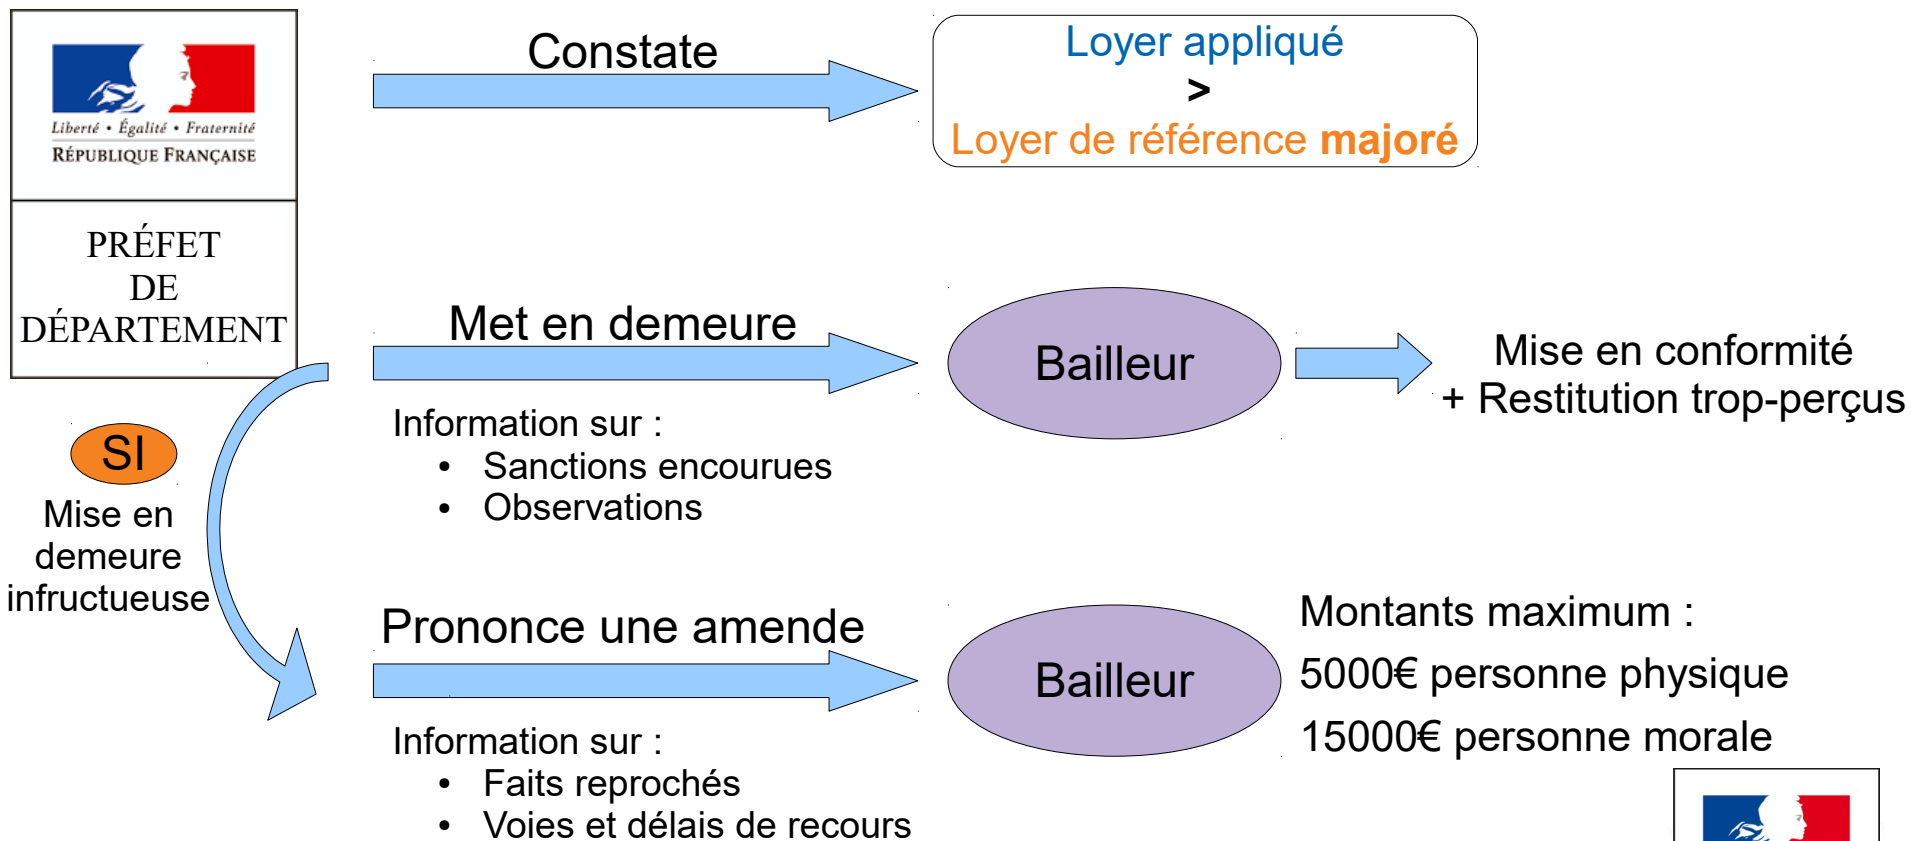 Liberté • Égalité • Fraternité
RÉPUBLIQUE FRANÇAISE
PRÉFET
DE
DÉPARTEMENT
Constate
Loyer appliqué
>
Loyer de référence majoré
Met en demeure
Bailleur
Mise en conformité
+ Restitution trop-perçus
Information sur :
• Sanctions encourues
• Observations
SI
Mise en
demeure
infructueuse
Prononce une amende
Bailleur
Montants maximum :
5000€ personne physique
15000€ personne morale
Information sur :
• Faits reprochés
• Voies et délais de recours